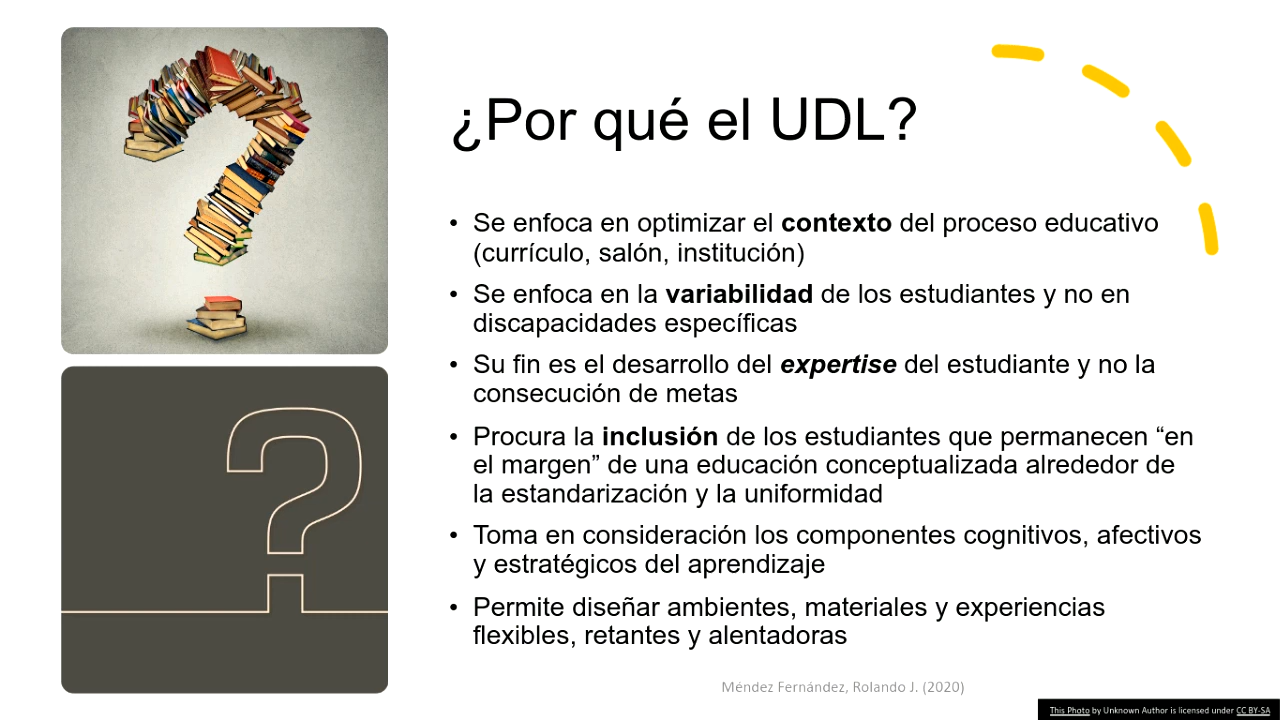 ¿Por qué el UDL?
• Se enfoca en optimizar el contexto del proceso educativo
(currículo, salón, institución)
• Se enfoca en la variabilidad de los estudiantes y no en
discapacidades específicas
• Su fin es el desarrollo del expertise del estudiante y no la
consecución de metas
• Procura la inclusión de los estudiantes que permanecen “en
el margen” de una educación conceptualizada alrededor de
la estandarización y la uniformidad
• Toma en consideración los componentes cognitivos, afectivos
y estratégicos del aprendizaje
• Permite diseñar ambientes, materiales y experiencias
flexibles, retantes y alentadoras
Méndez Fernández, Rolando J. (2020)
This Photo by Unknown Author is licensed under CC BY-SA